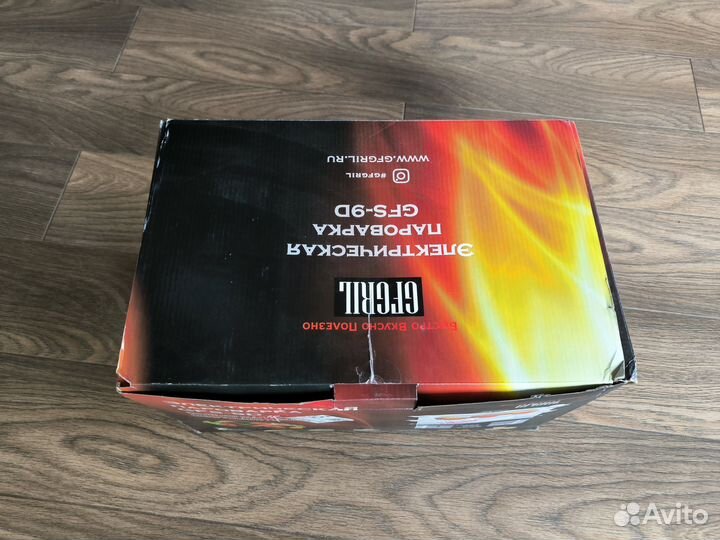 Быстро Вкусно Полезно
GFGRIL
ЭЛЕКТРИЧЕСКАЯ
ПАРОВАРКА
GFS-9D
#GFGRIL
WWW.GFGRIL.RU
Avito